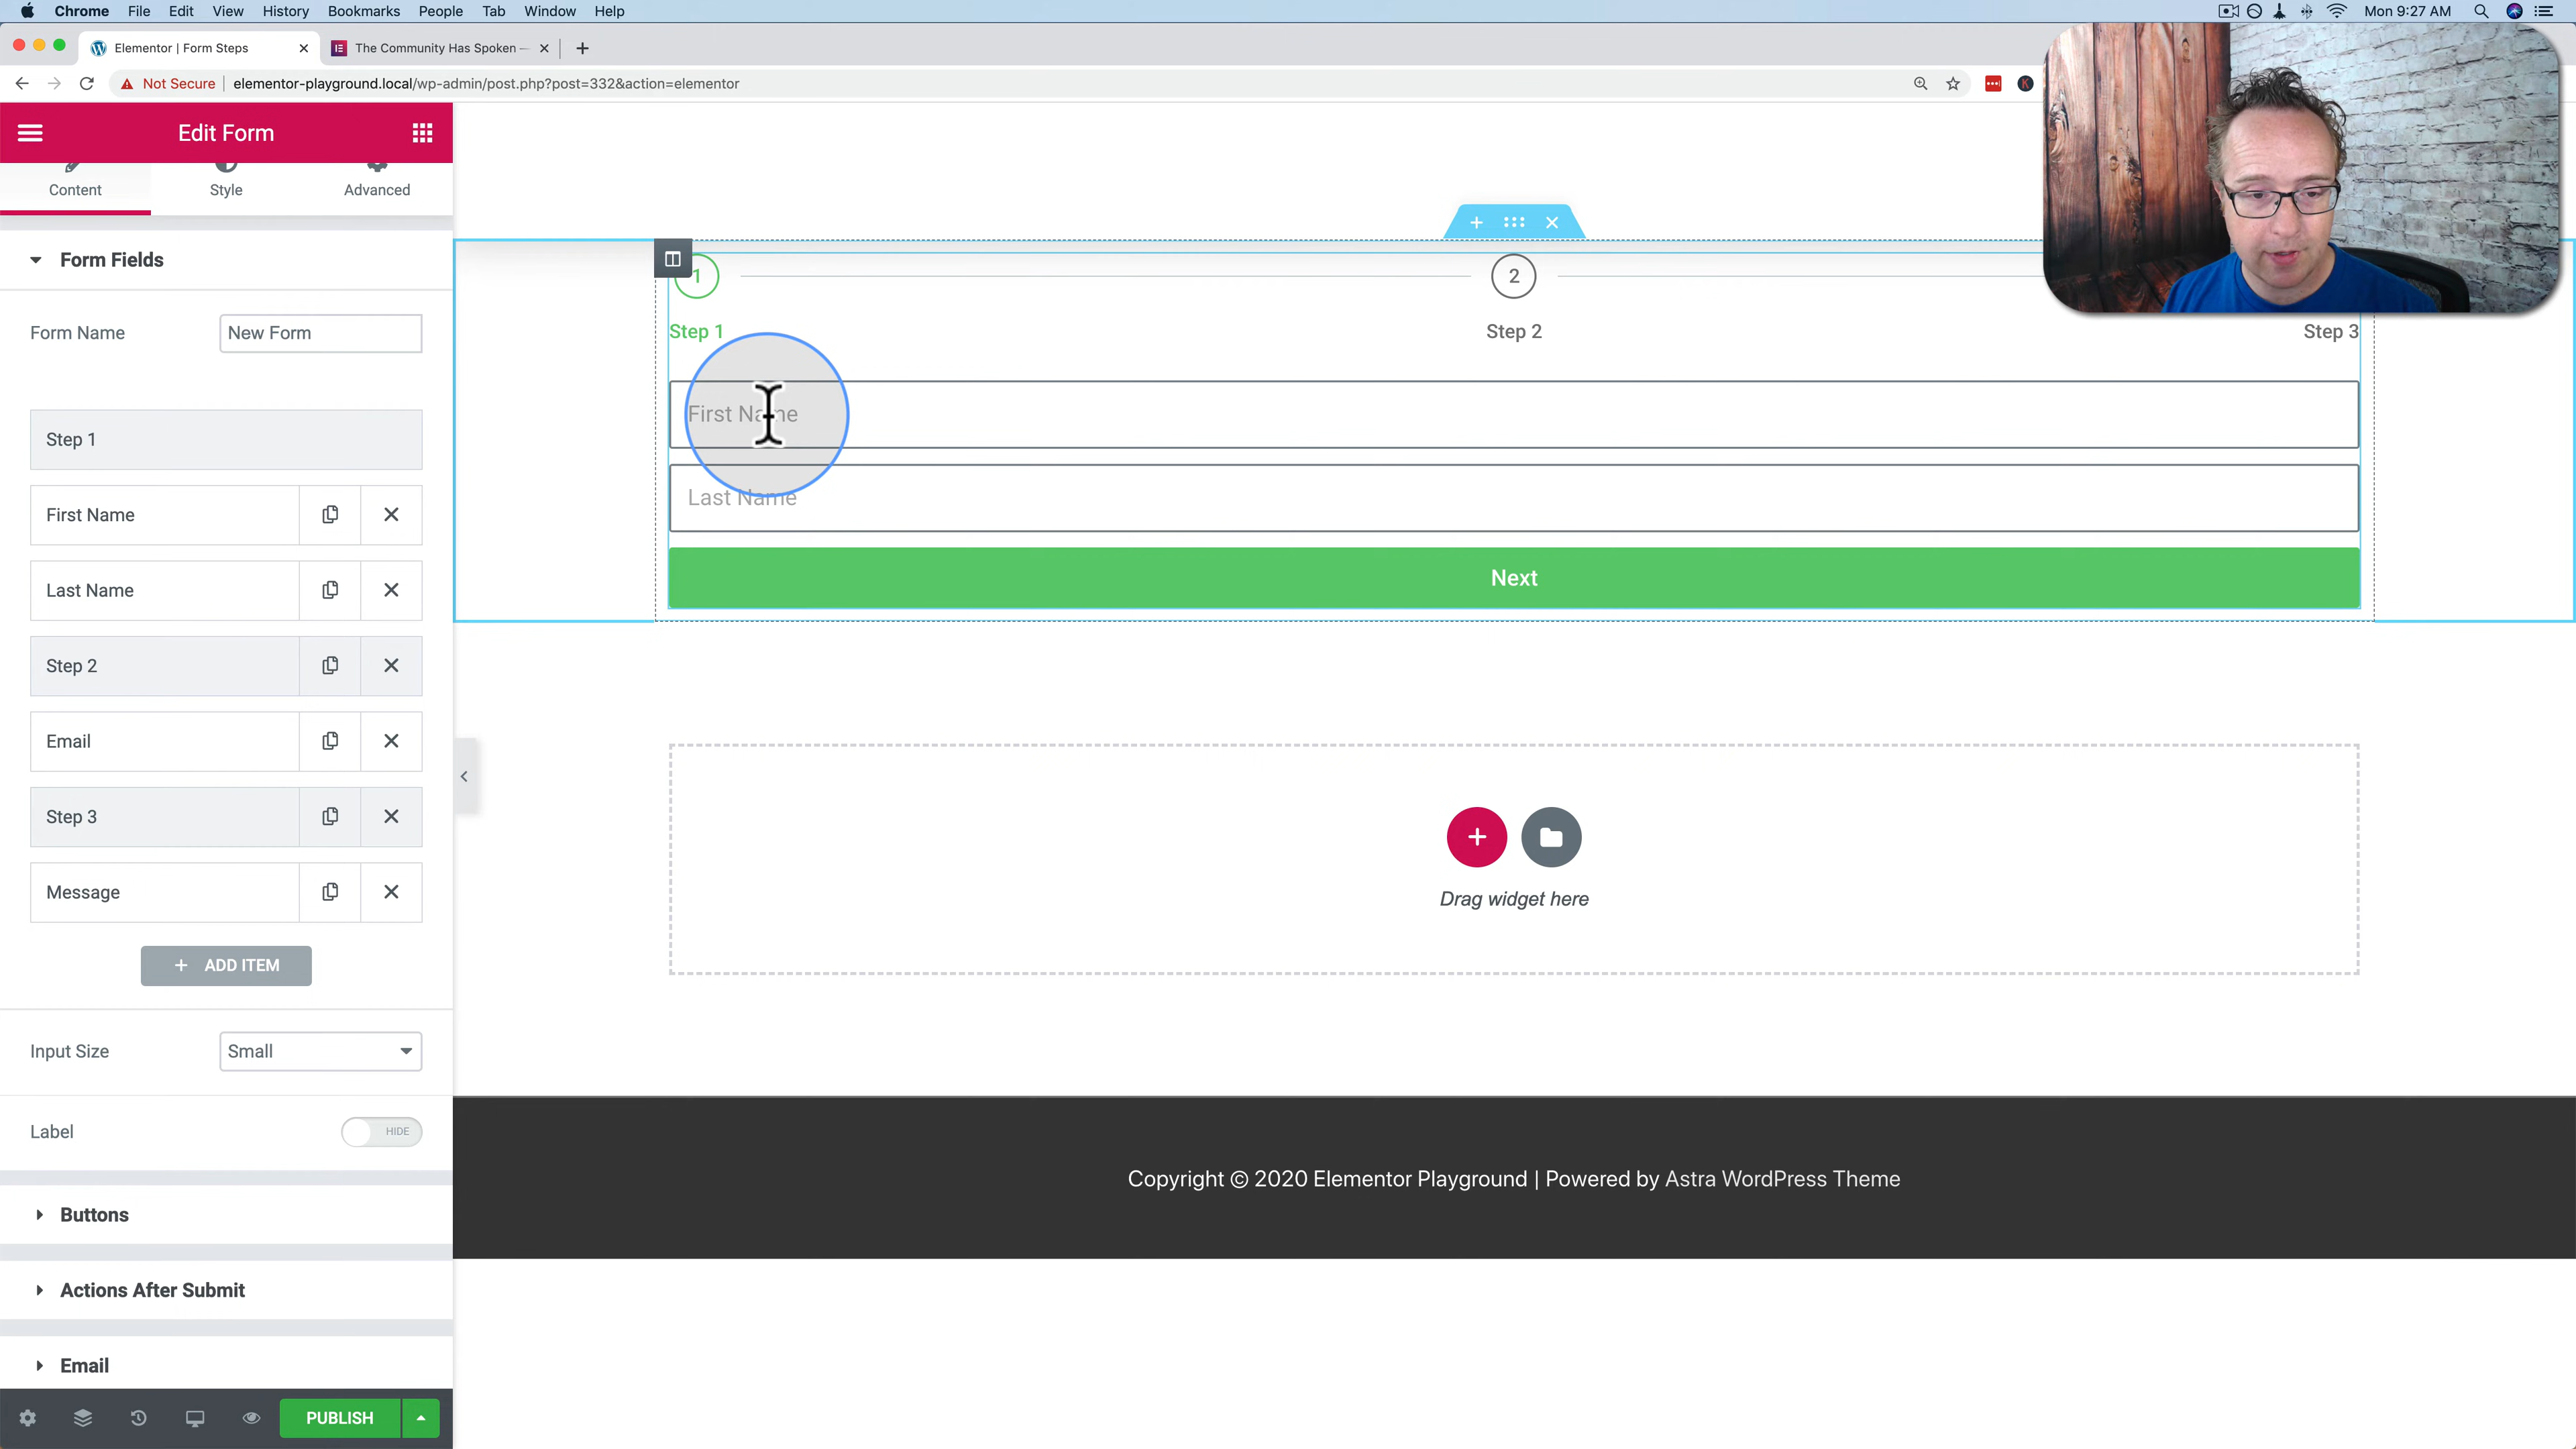 Chrome File Edit View History Bookmarks People Tab Window Help
Mon 9:27 AM
Elementor | Form Steps
The Community Has Spoken –
Not Secure
elementor-playground.local/wp-admin/post.php?post=332&action=elementor
K
Edit Form
Content
Style
Advanced
Form Fields
Form Name
New Form
Step 1
First Name
Last Name
Step 2
Email
Step 3
Message
+ ADD ITEM
Input Size
Small
Label
HIDE
Buttons
Actions After Submit
Email
PUBLISH
1
2
Step 1
Step 2
Step 3
First Name
Last Name
Next
Drag widget here
Copyright © 2020 Elementor Playground | Powered by Astra WordPress Theme